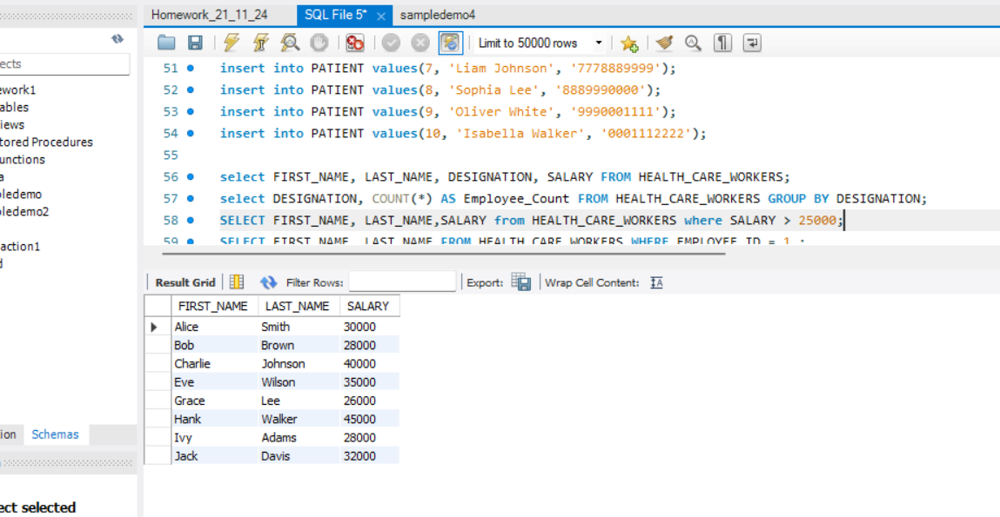 Homework_21_11_24 SQL File 5* × sampledemo4
Limit to 50000 rows
ects
ework1
ables
iews
tored Procedures
unctions
a
pledemo
pledemo2
action1
d
51 insert into PATIENT values(7, 'Liam Johnson', '7778889999');
52 insert into PATIENT values(8, 'Sophia Lee', '8889990000');
53 insert into PATIENT values(9, 'Oliver White', '9990001111');
54 insert into PATIENT values(10, 'Isabella Walker', '0001112222');
55
56 select FIRST_NAME, LAST_NAME, DESIGNATION, SALARY FROM HEALTH_CARE_WORKERS;
57 select DESIGNATION, COUNT(*) AS Employee_Count FROM HEALTH_CARE_WORKERS GROUP BY DESIGNATION;
58 SELECT FIRST_NAME, LAST_NAME,SALARY from HEALTH_CARE_WORKERS where SALARY > 25000;
59 SELECT FIRST_NAME, LAST_NAME FROM HEALTH_CARE_WORKERS WHERE EMPLOYEE_ID = 1 ;
Result Grid Filter Rows: Export: Wrap Cell Content: IA
FIRST_NAME LAST_NAME SALARY
Alice Smith 30000
Bob Brown 28000
Charlie Johnson 40000
Eve Wilson 35000
Grace Lee 26000
Hank Walker 45000
Ivy Adams 28000
Jack Davis 32000
ion Schemas
ect selected